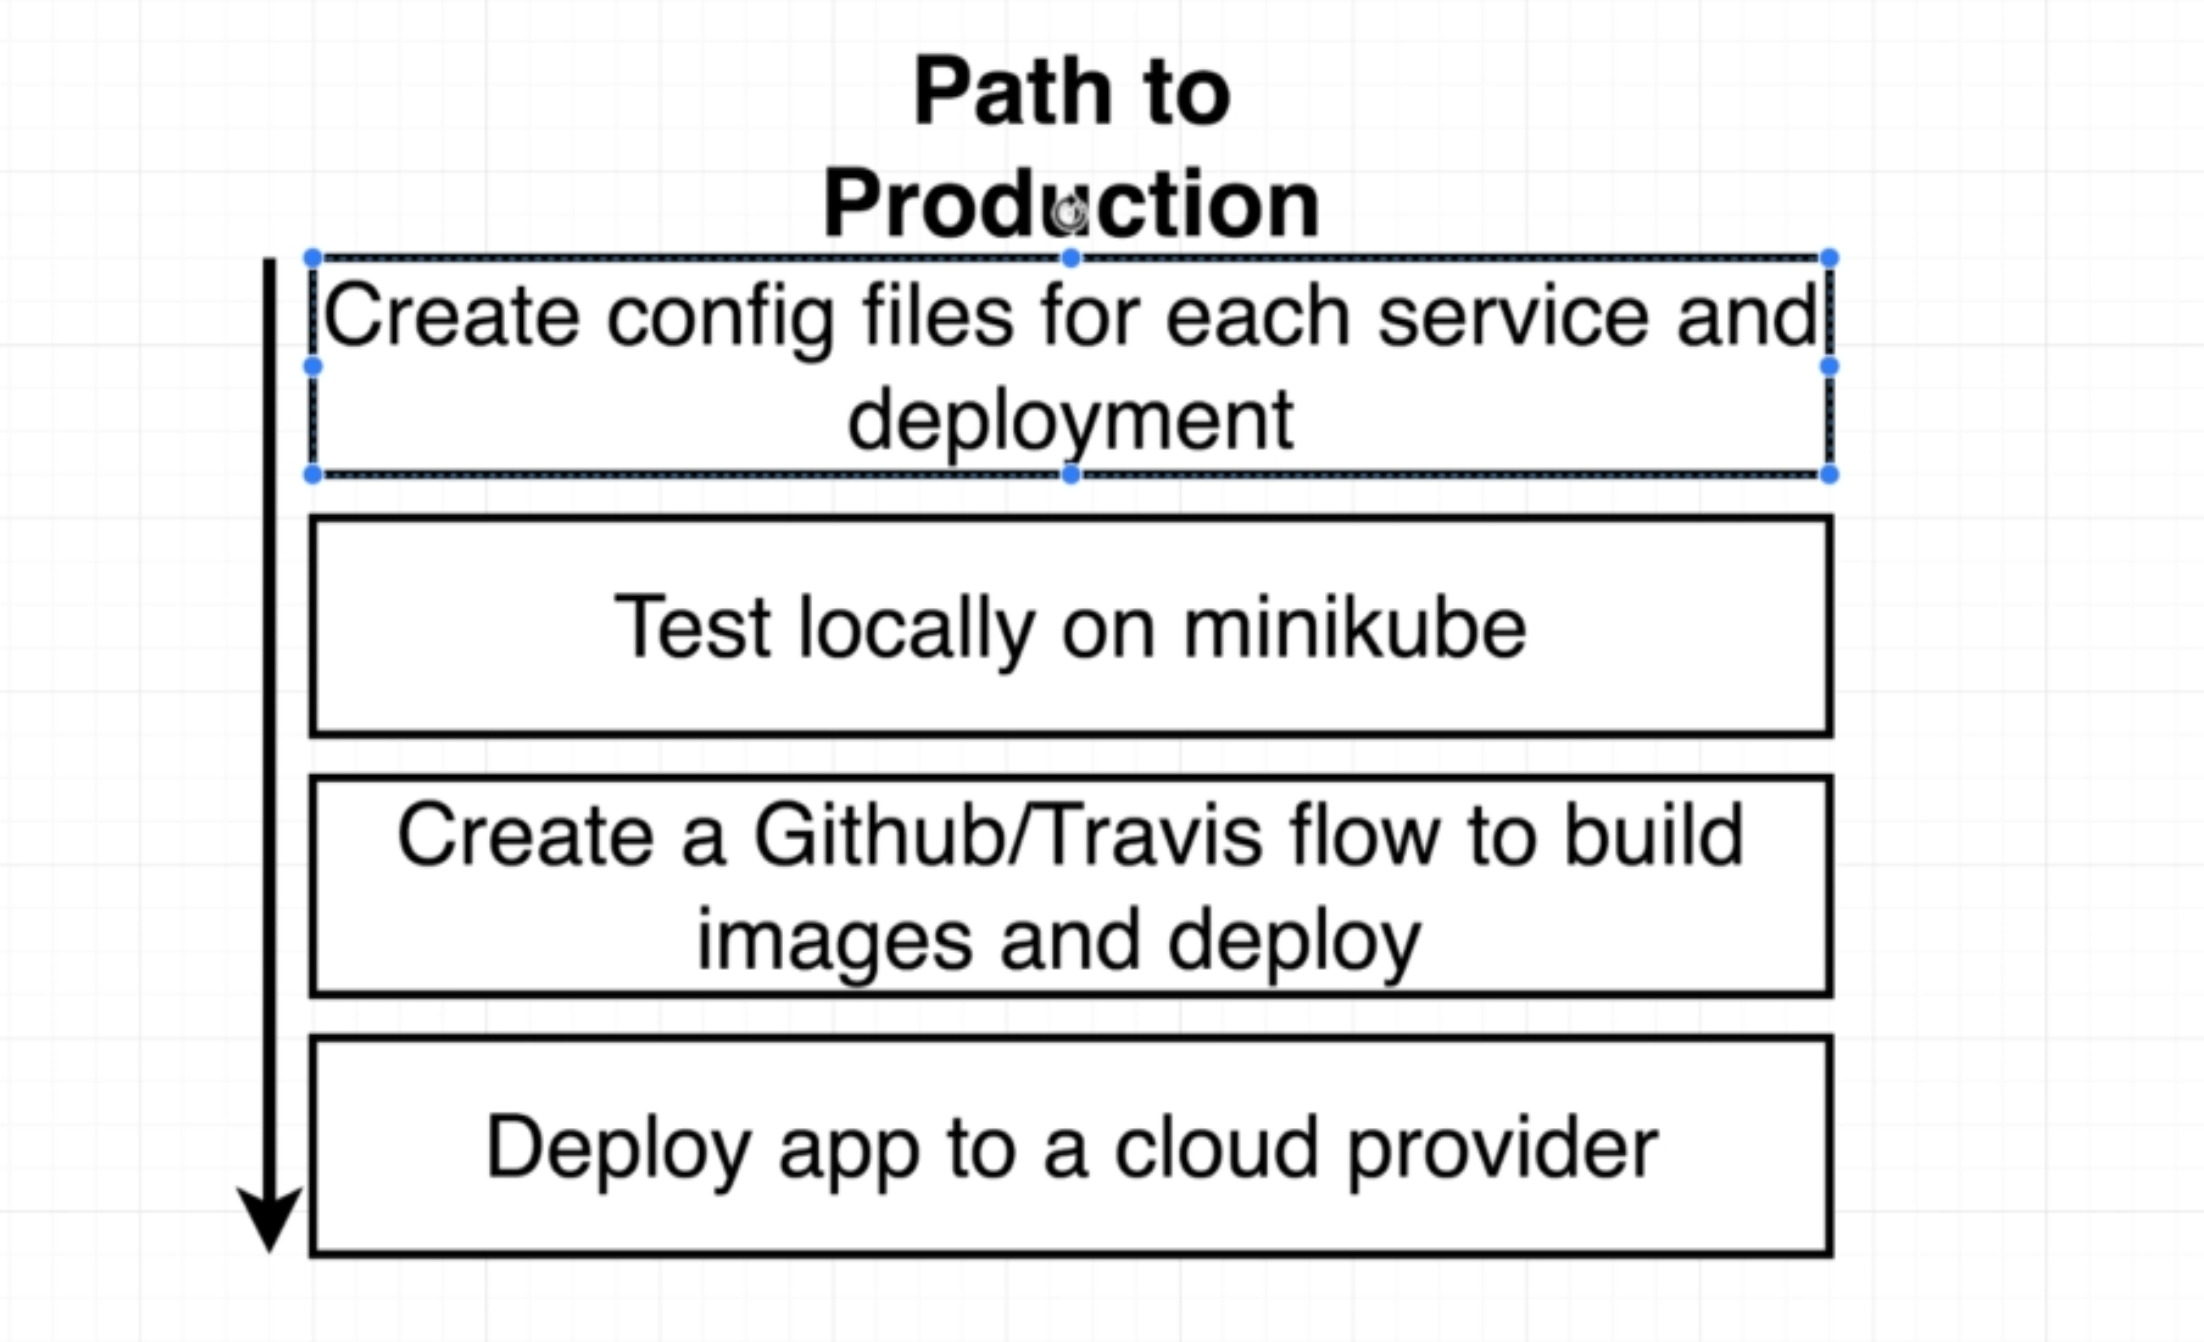 Path to
Production
Create config files for each service and
deployment
Test locally on minikube
Create a Github/Travis flow to build
images and deploy
Deploy app to a cloud provider